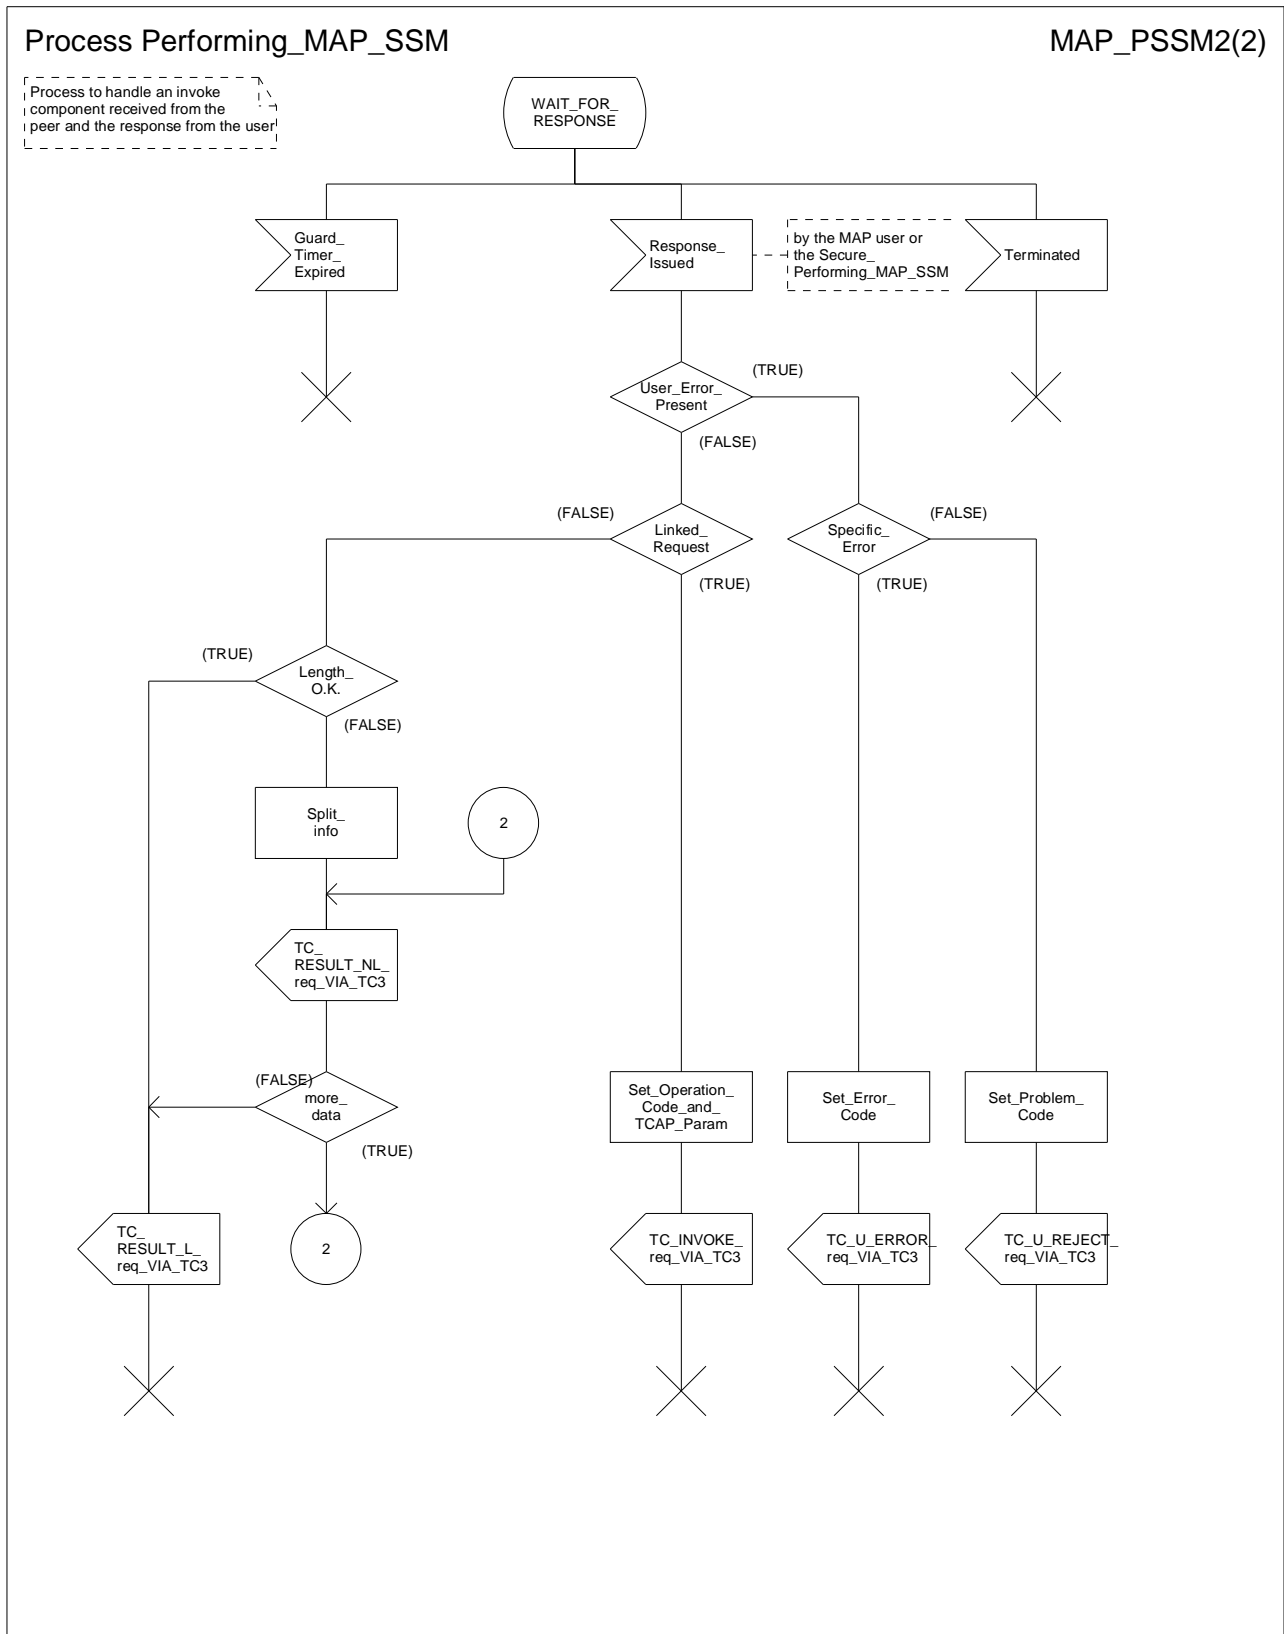 Process Performing_MAP_SSM
MAP_PSSM2(2)
Process to handle an invoke
component received from the
peer and the response from the user
WAIT_FOR_
RESPONSE
Guard_
Timer_
Expired
Response_
Issued
by the MAP user or
the Secure_
Performing_MAP_SSM
Terminated
User_Error_
Present
(TRUE)
(FALSE)
(FALSE)
Linked_
Request
(TRUE)
Specific_
Error
(FALSE)
(TRUE)
(TRUE)
Length_
O.K.
(FALSE)
Split_
info
2
TC_
RESULT_NL_
req_VIA_TC3
(FALSE)
more_
data
(TRUE)
Set_Operation_
Code_and_
TCAP_Param
Set_Error_
Code
Set_Problem_
Code
TC_
RESULT_L_
req_VIA_TC3
2
TC_INVOKE_
req_VIA_TC3
TC_U_ERROR_
req_VIA_TC3
TC_U_REJECT_
req_VIA_TC3